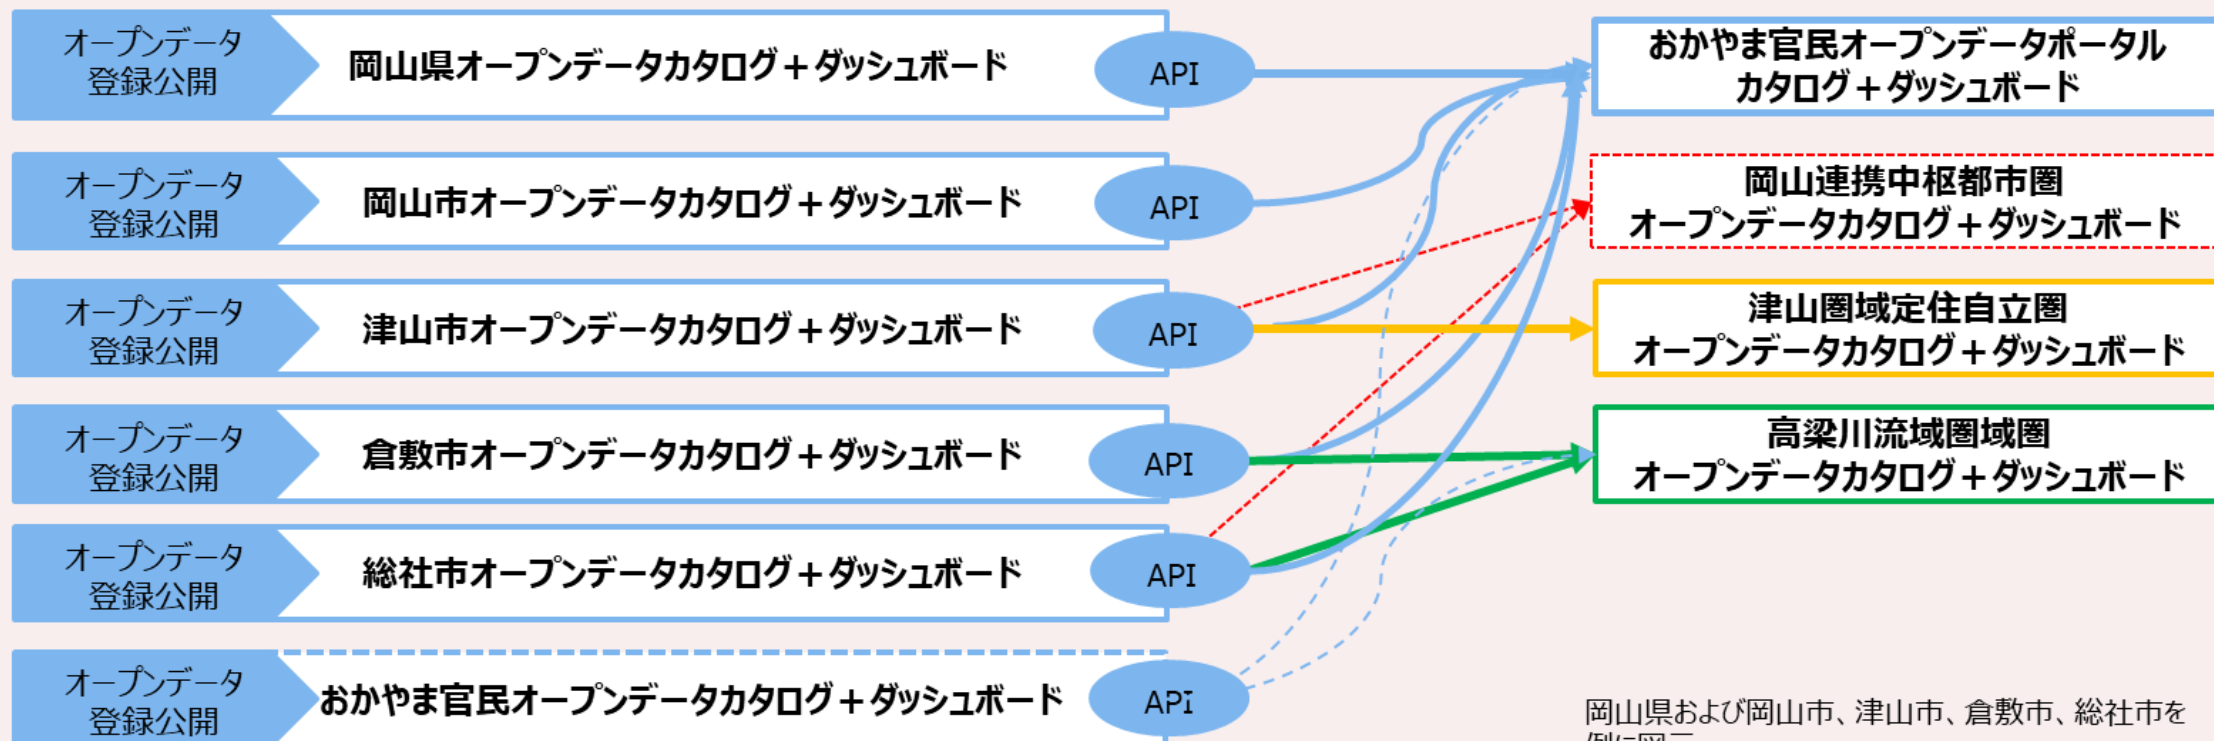 オープンデータ
登録公開
岡山県オープンデータカタログ+ダッシュボード
API
おかやま官民オープンデータポータル
カタログ+ダッシュボード
オープンデータ
登録公開
岡山市オープンデータカタログ+ダッシュボード
API
岡山連携中枢都市圏
オープンデータカタログ+ダッシュボード
オープンデータ
登録公開
津山市オープンデータカタログ+ダッシュボード
API
津山圏域定住自立圏
オープンデータカタログ+ダッシュボード
オープンデータ
登録公開
倉敷市オープンデータカタログ+ダッシュボード
API
高梁川流域圏域圏
オープンデータカタログ+ダッシュボード
オープンデータ
登録公開
総社市オープンデータカタログ+ダッシュボード
API
オープンデータ
登録公開
おかやま官民オープンデータカタログ+ダッシュボード
API
岡山県および岡山市、津山市、倉敷市、総社市を